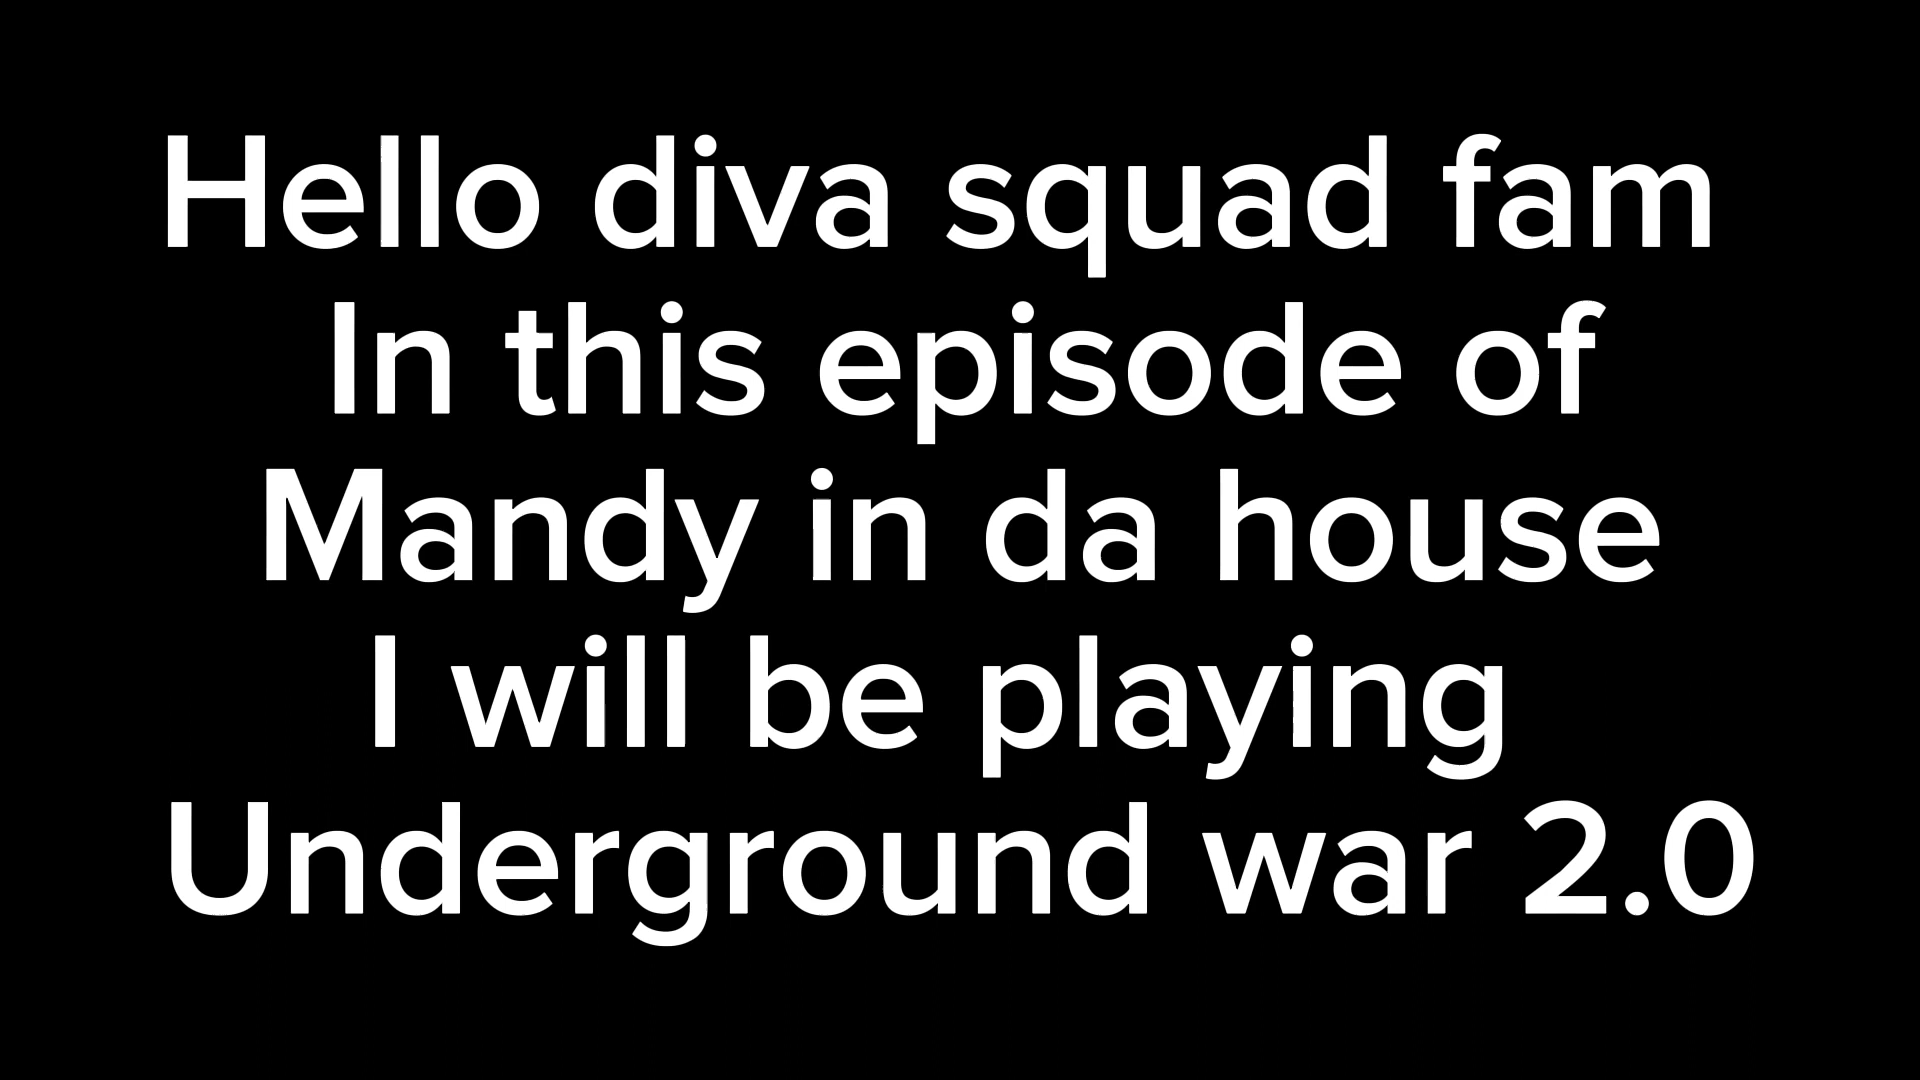 Hello diva squad fam
In this episode of
Mandy in da house
I will be playing
Underground war 2.0